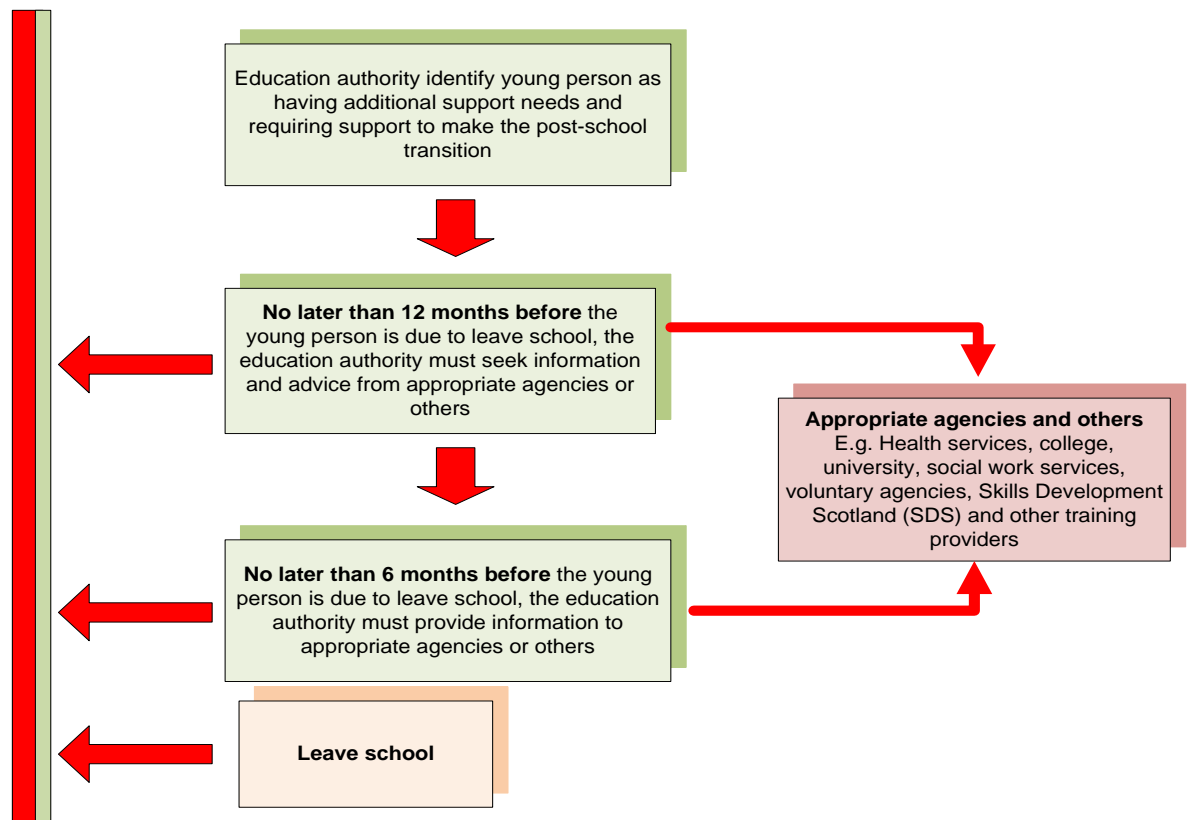 Education authority identify young person as
having additional support needs and
requiring support to make the post-school
transition
No later than 12 months before the
young person is due to leave school, the
education authority must seek information
and advice from appropriate agencies or
others
Appropriate agencies and others
E.g. Health services, college,
university, social work services,
voluntary agencies, Skills Development
Scotland (SDS) and other training
providers
No later than 6 months before the young
person is due to leave school, the education
authority must provide information to
appropriate agencies or others
Leave school